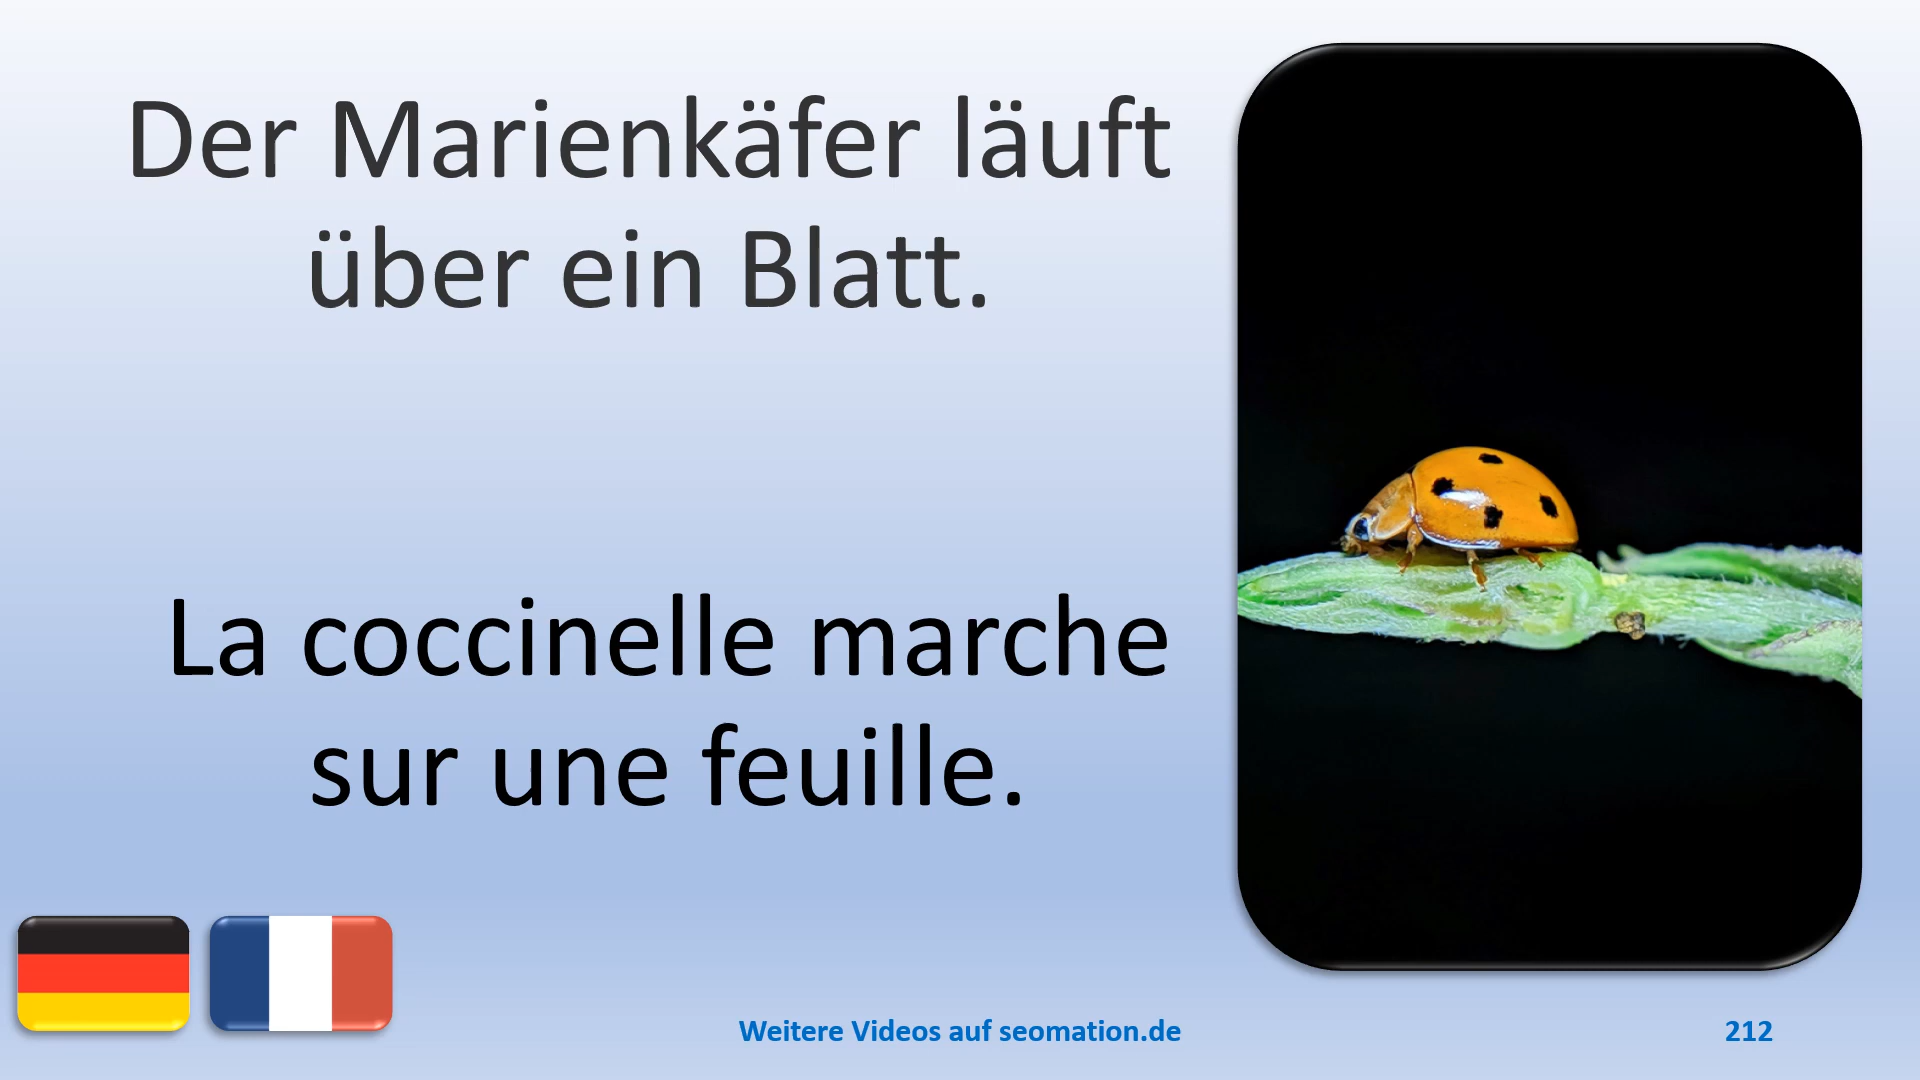 Der Marienkäfer läuft
über ein Blatt.
La coccinelle marche
sur une feuille.
Weitere Videos auf seomation.de
212